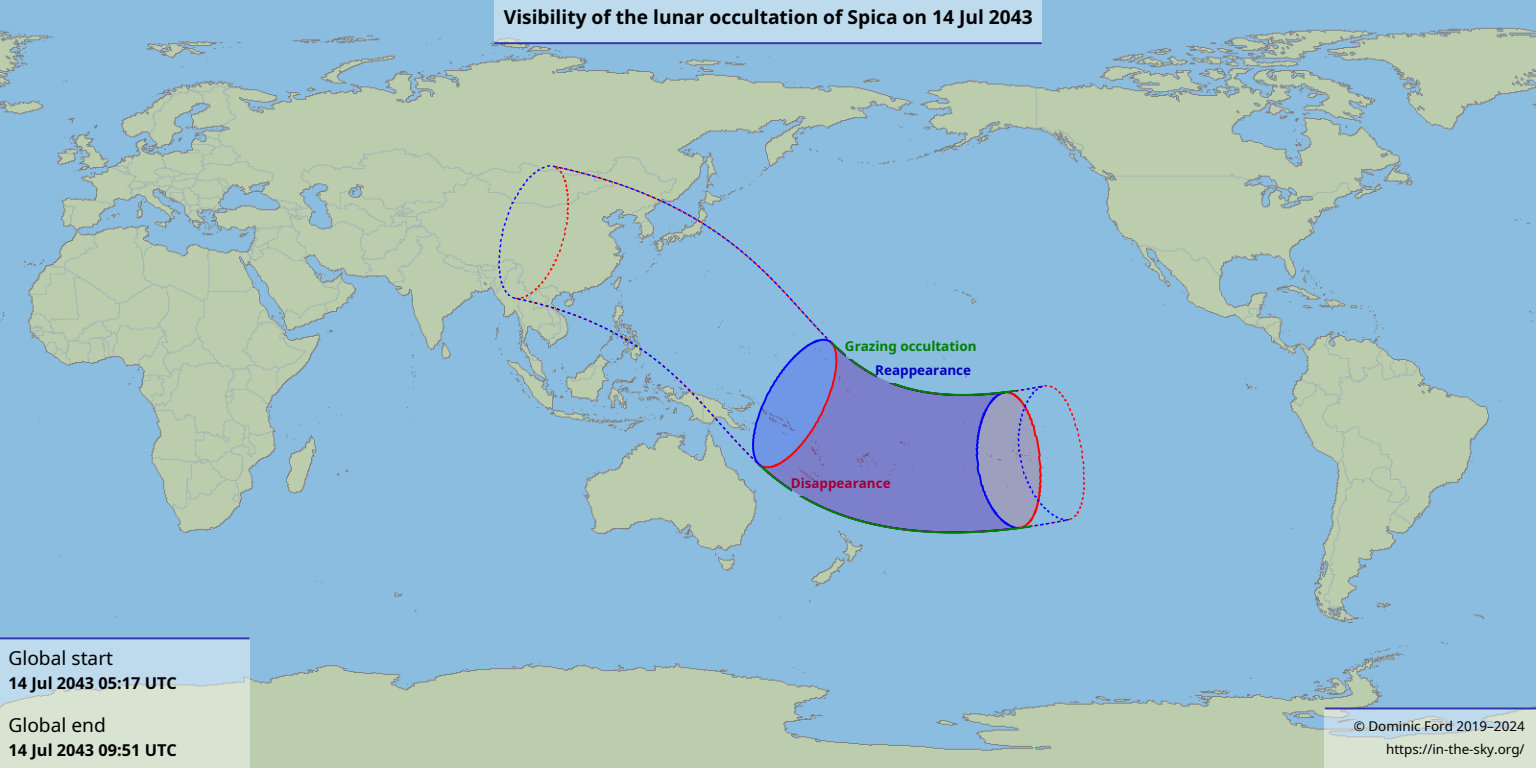 Visibility of the lunar occultation of Spica on 14 Jul 2043
Grazing occultation
Reappearance
Disappearance
Global start
14 Jul 2043 05:17 UTC
Global end
14 Jul 2043 09:51 UTC
© Dominic Ford 2019–2024
https://in-the-sky.org/